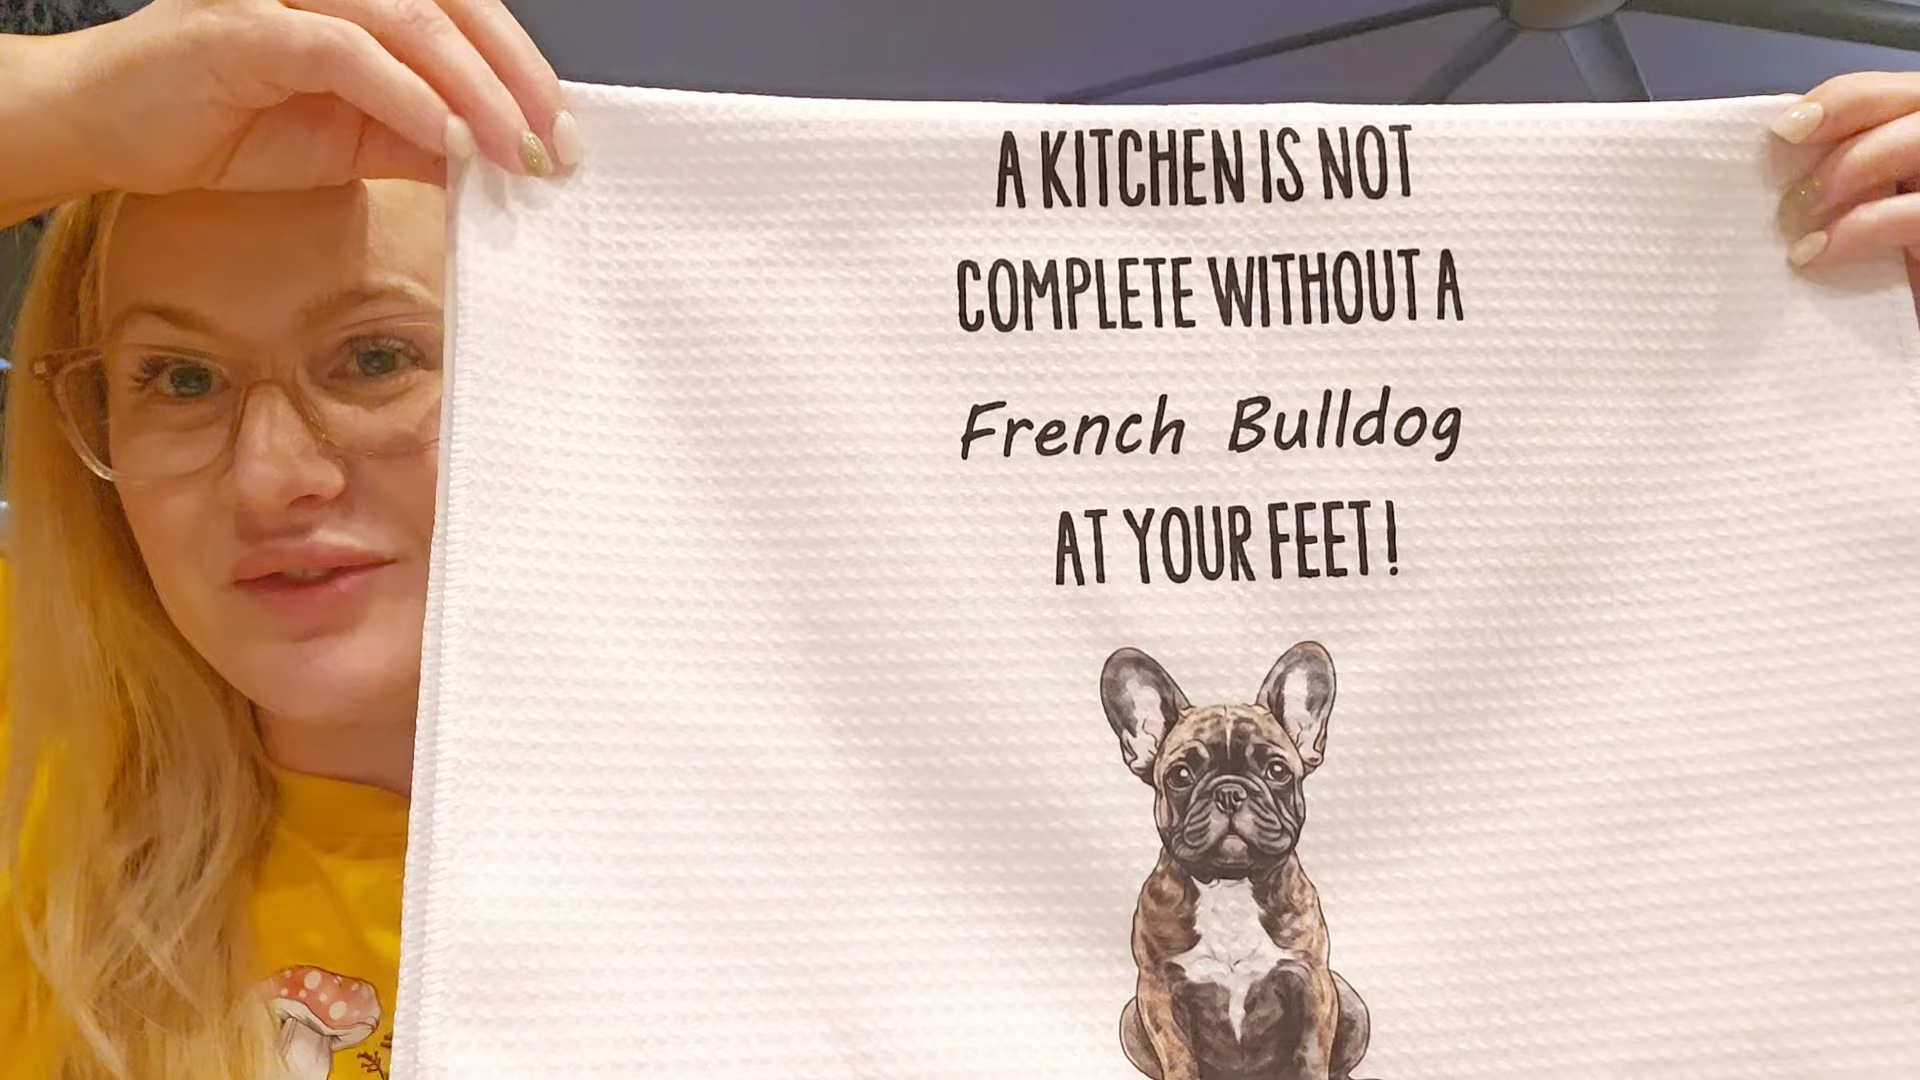 A KITCHEN IS NOT
COMPLETE WITHOUT A
French Bulldog
AT YOUR FEET!